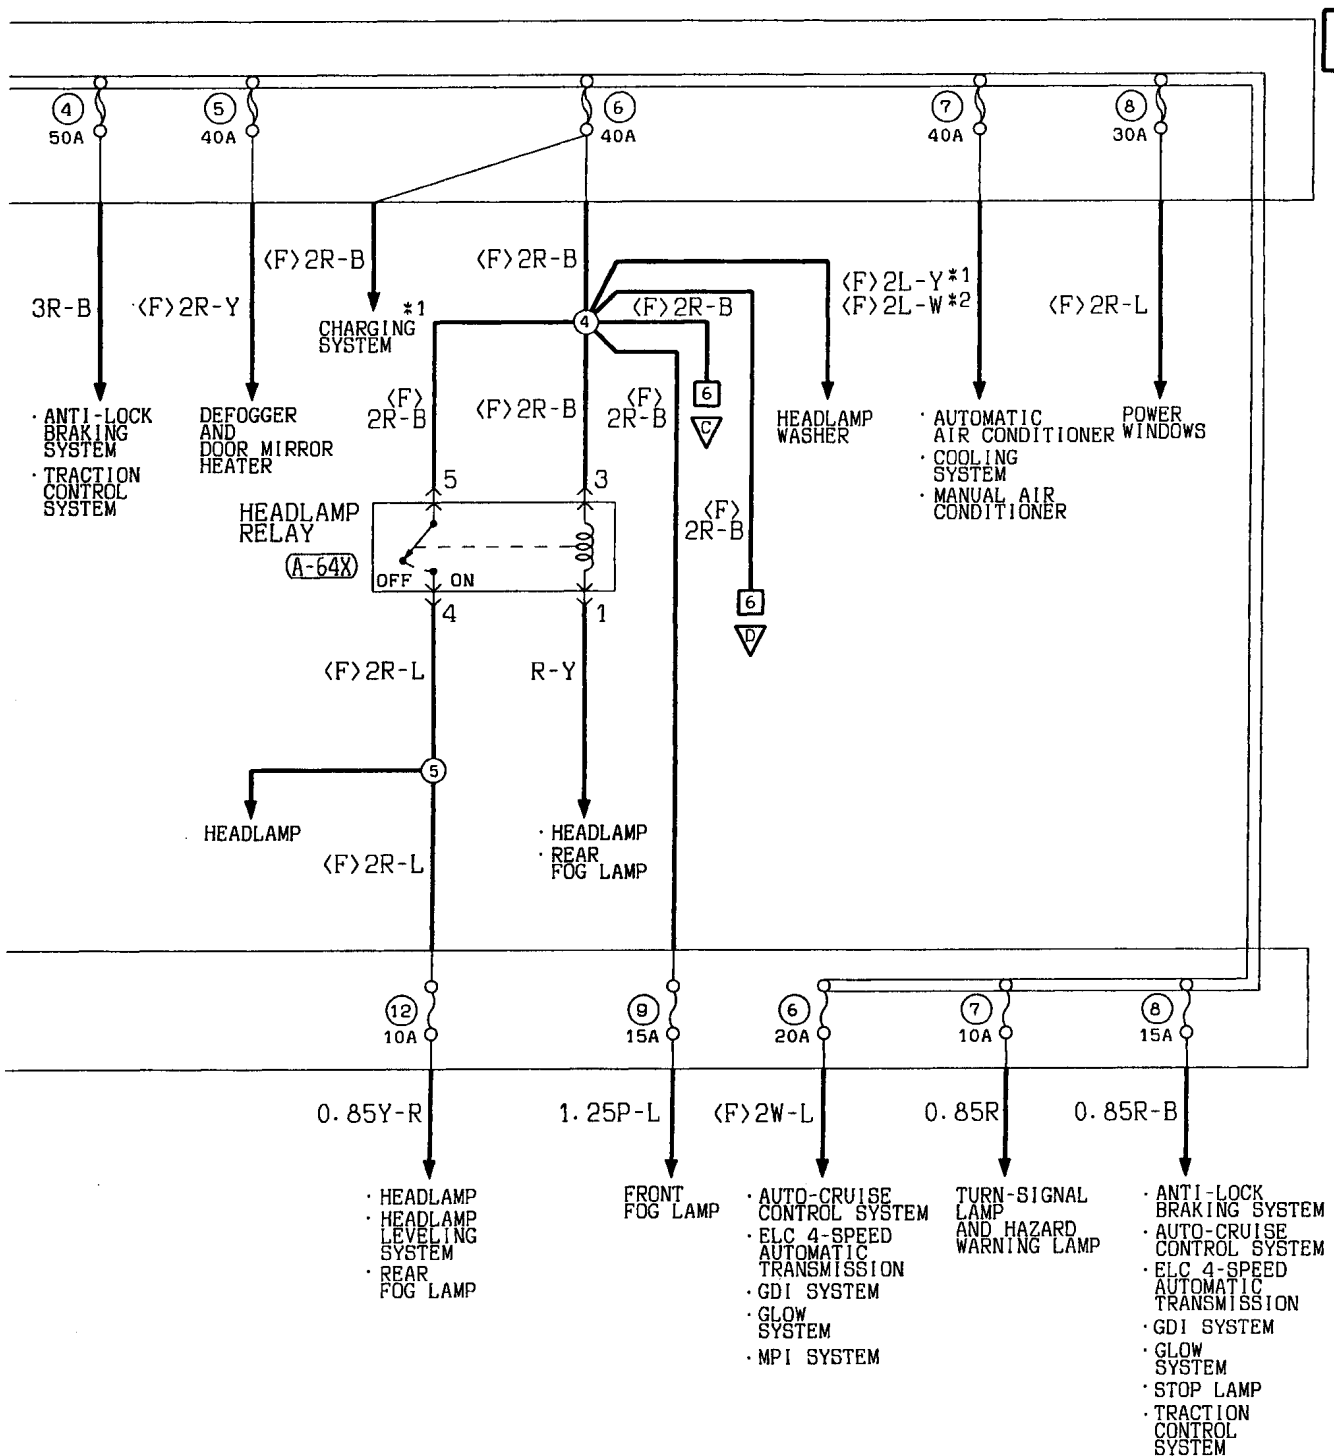 4
50A
5
40A
6
40A
7
40A
8
30A
3R-B
<F>2R-Y
<F>2R-B
<F>2R-B
<F>2R-B
<F>2L-Y*1
<F>2L-W*2
<F>2R-L
4
*1
CHARGING
SYSTEM
<F>
2R-B
<F>2R-B
<F>
2R-B
6
C
· ANTI-LOCK
BRAKING
SYSTEM
· TRACTION
CONTROL
SYSTEM
DEFOGGER
AND
DOOR MIRROR
HEATER
HEADLAMP
WASHER
· AUTOMATIC
AIR CONDITIONER
· COOLING
SYSTEM
· MANUAL AIR
CONDITIONER
POWER
WINDOWS
5
3
HEADLAMP
RELAY
A-64X
OFF
ON
<F>
2R-B
6
D
4
1
<F>2R-L
R-Y
5
HEADLAMP
<F>2R-L
· HEADLAMP
· REAR
FOG LAMP
12
10A
9
15A
6
20A
7
10A
8
15A
0.85Y-R
1.25P-L
<F>2W-L
0.85R
0.85R-B
· HEADLAMP
· HEADLAMP
LEVELING
SYSTEM
· REAR
FOG LAMP
FRONT
FOG LAMP
· AUTO-CRUISE
CONTROL SYSTEM
· ELC 4-SPEED
AUTOMATIC
TRANSMISSION
· GDI SYSTEM
· GLOW
SYSTEM
· MPI SYSTEM
TURN-SIGNAL
LAMP
AND HAZARD
WARNING LAMP
· ANTI-LOCK
BRAKING SYSTEM
· AUTO-CRUISE
CONTROL SYSTEM
· ELC 4-SPEED
AUTOMATIC
TRANSMISSION
· GDI SYSTEM
· GLOW
SYSTEM
· STOP LAMP
· TRACTION
CONTROL
SYSTEM